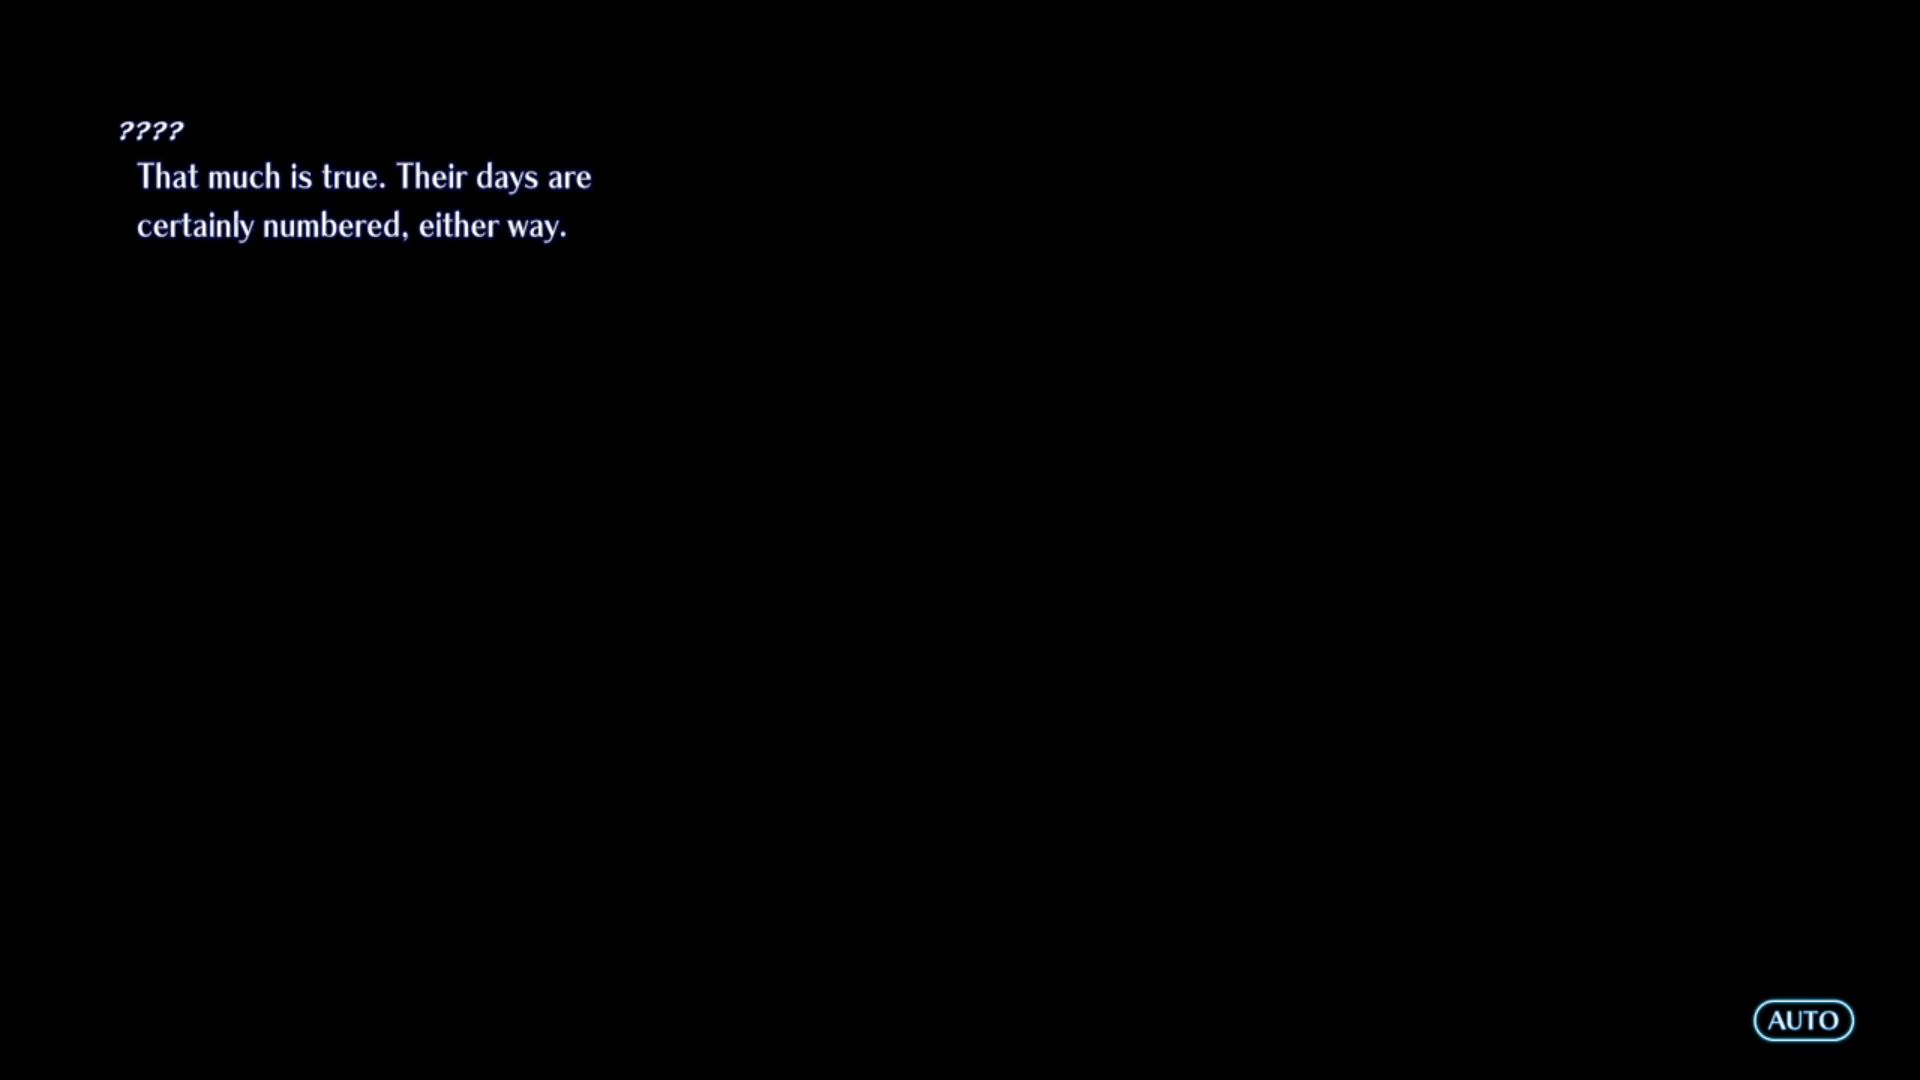 ????
That much is true. Their days are
certainly numbered, either way.
AUTO